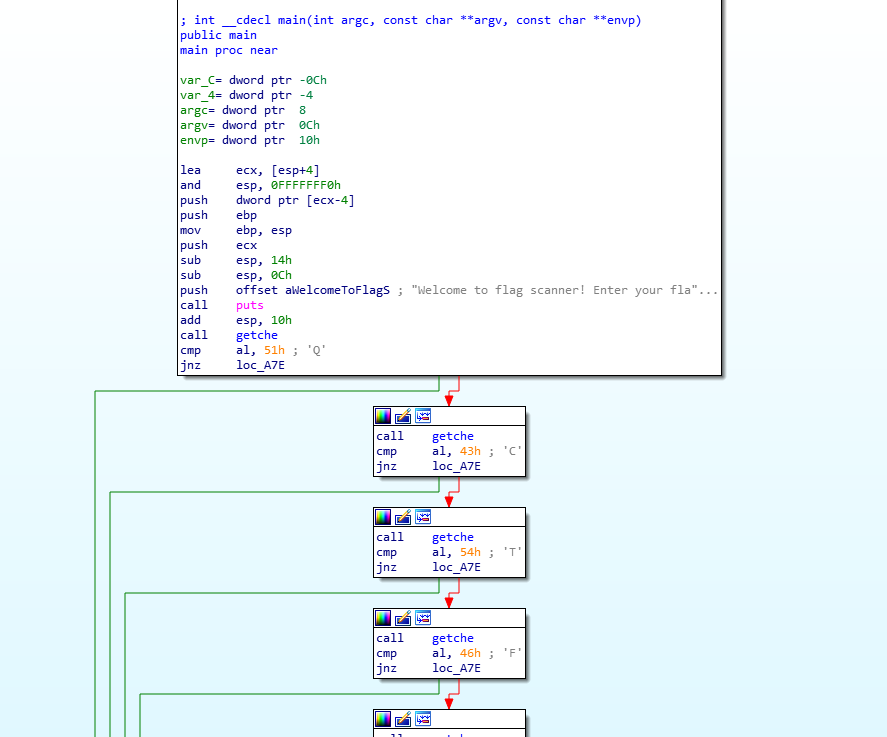 ; int __cdecl main(int argc, const char **argv, const char **envp)
public main
main proc near
var_C= dword ptr -0Ch
var_4= dword ptr -4
argc= dword ptr  8
argv= dword ptr  0Ch
envp= dword ptr  10h
lea     ecx, [esp+4]
and     esp, 0FFFFFFF0h
push    dword ptr [ecx-4]
push    ebp
mov     ebp, esp
push    ecx
sub     esp, 14h
sub     esp, 0Ch
push    offset aWelcomeToFlagS ; "Welcome to flag scanner! Enter your fla"...
call    puts
add     esp, 10h
call    getche
cmp     al, 51h ; 'Q'
jnz     loc_A7E
call    getche
cmp     al, 43h ; 'C'
jnz     loc_A7E
call    getche
cmp     al, 54h ; 'T'
jnz     loc_A7E
call    getche
cmp     al, 46h ; 'F'
jnz     loc_A7E